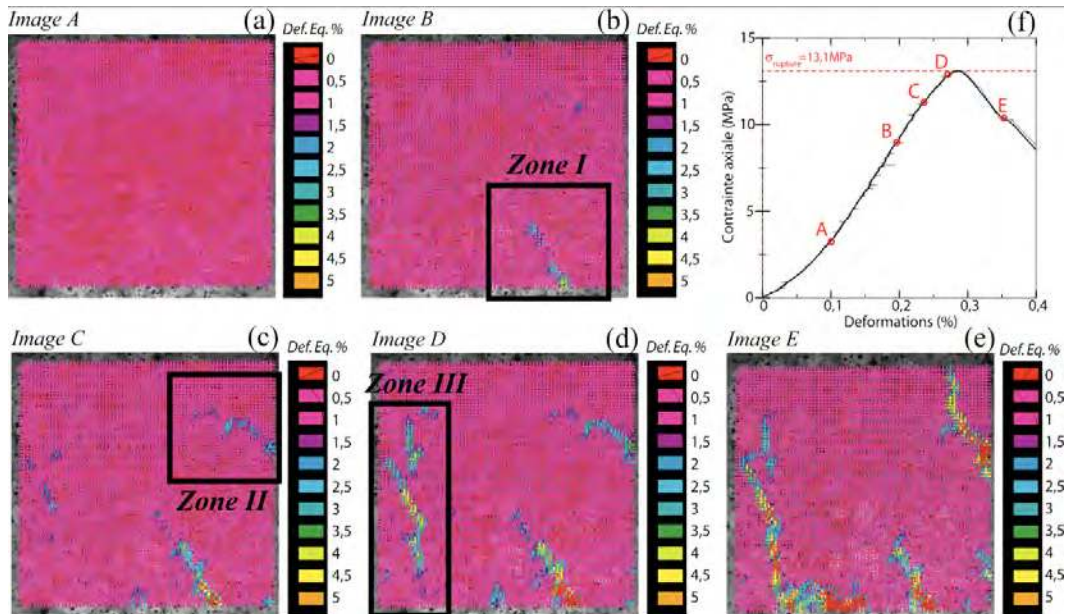 Image A
(a)
Def. Eq. %
0
0,5
1
1,5
2
2,5
3
3,5
4
4,5
5
Image B
(b)
Def. Eq. %
Zone I
0
0,5
1
1,5
2
2,5
3
3,5
4
4,5
5
(f)
15
10
5
0
Contrainte axiale (MPa)
σrupture=13,1MPa
A
B
C
D
E
0
0,1
0,2
0,3
0,4
Deformations (%)
Image C
(c)
Def. Eq. %
Zone II
0
0,5
1
1,5
2
2,5
3
3,5
4
4,5
5
Image D
(d)
Def. Eq. %
Zone III
0
0,5
1
1,5
2
2,5
3
3,5
4
4,5
5
Image E
(e)
Def. Eq. %
0
0,5
1
1,5
2
2,5
3
3,5
4
4,5
5